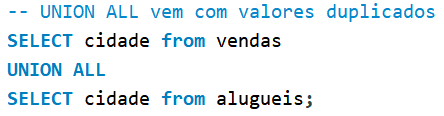 -- UNION ALL vem com valores duplicados
SELECT cidade from vendas
UNION ALL
SELECT cidade from alugueis;